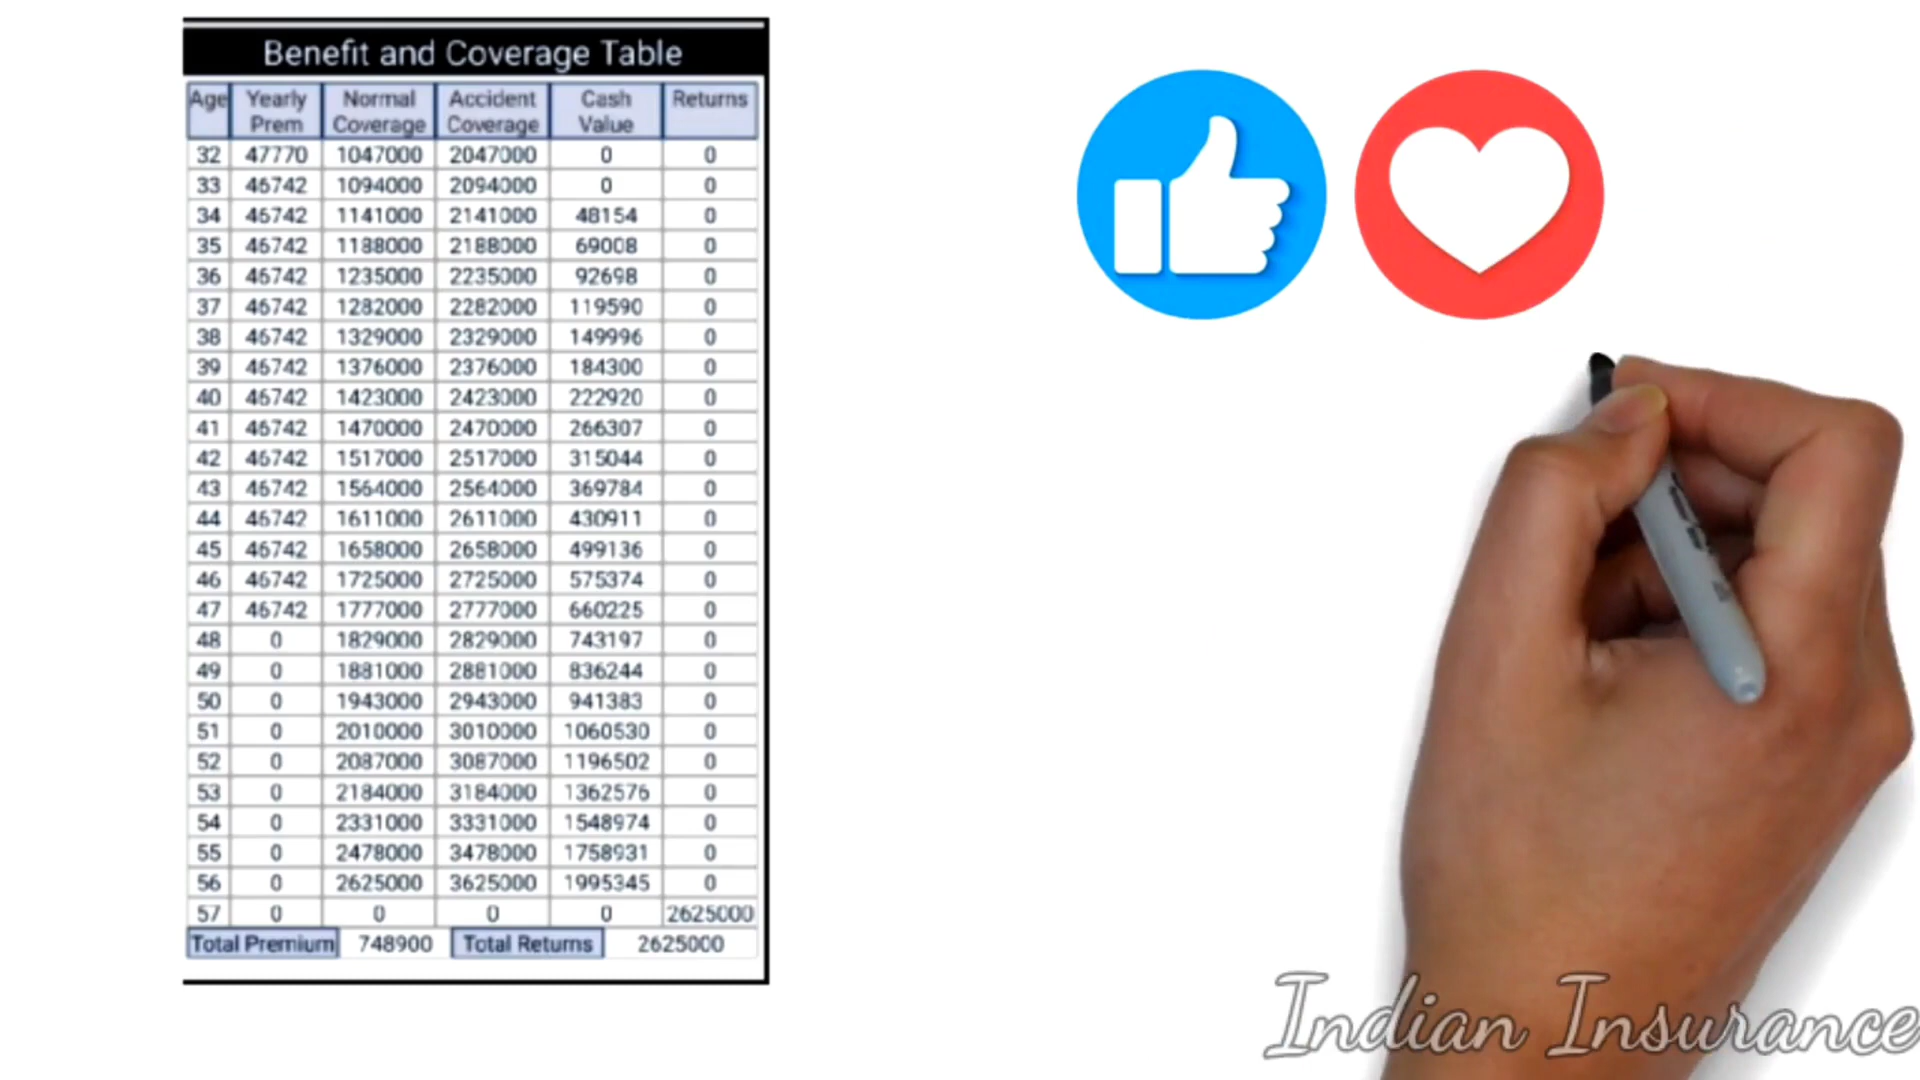 Benefit and Coverage Table
Age Yearly Prem Normal Coverage Accident Coverage Cash Value Returns
32 47770 1047000 2047000 0 0
33 46742 1094000 2094000 0 0
34 46742 1141000 2141000 48154 0
35 46742 1188000 2188000 69008 0
36 46742 1235000 2235000 92698 0
37 46742 1282000 2282000 119590 0
38 46742 1329000 2329000 149996 0
39 46742 1376000 2376000 184300 0
40 46742 1423000 2423000 222920 0
41 46742 1470000 2470000 266307 0
42 46742 1517000 2517000 315044 0
43 46742 1564000 2564000 369784 0
44 46742 1611000 2611000 430911 0
45 46742 1658000 2658000 499136 0
46 46742 1725000 2725000 575374 0
47 46742 1777000 2777000 660225 0
48 0 1829000 2829000 743197 0
49 0 1881000 2881000 836244 0
50 0 1943000 2943000 941383 0
51 0 2010000 3010000 1060530 0
52 0 2087000 3087000 1196502 0
53 0 2184000 3184000 1362576 0
54 0 2331000 3331000 1548974 0
55 0 2478000 3478000 1758931 0
56 0 2625000 3625000 1995345 0
57 0 0 0 0 2625000
Total Premium 748900 Total Returns 2625000
Indian Insurance